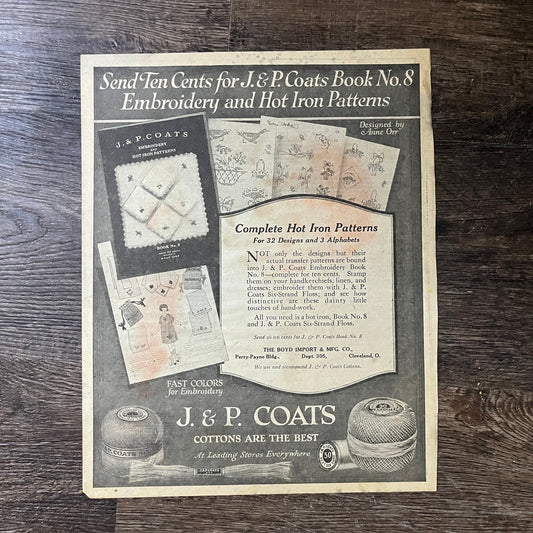 Send Ten Cents for J. & P. Coats Book No. 8
Embroidery and Hot Iron Patterns
Designed by
Anne Orr
J. & P. COATS
EMBROIDERY
AND
HOT IRON PATTERNS
BOOK No. 8
Complete Hot Iron Patterns
For 32 Designs and 3 Alphabets
NOT only the designs but their
actual transfer patterns are bound
into J. & P. Coats Embroidery Book
No. 8—complete for ten cents. Stamp
them on your handkerchiefs, linen, and
dresses; embroider them with J. & P.
Coats Six-Strand Floss; and see how
distinctive are these dainty little
touches of hand-work.
All you need is a hot iron, Book No. 8
and J. & P. Coats Six-Strand Floss.
Send us ten cents for J. & P. Coats Book No. 8
THE BOYD IMPORT & MFG. CO.,
Perry-Payne Bldg., Dept. 305, Cleveland, O.
We use and recommend J. & P. Coats Cottons.
FAST COLORS
for Embroidery
J. & P. COATS
COTTONS ARE THE BEST
At Leading Stores Everywhere
50